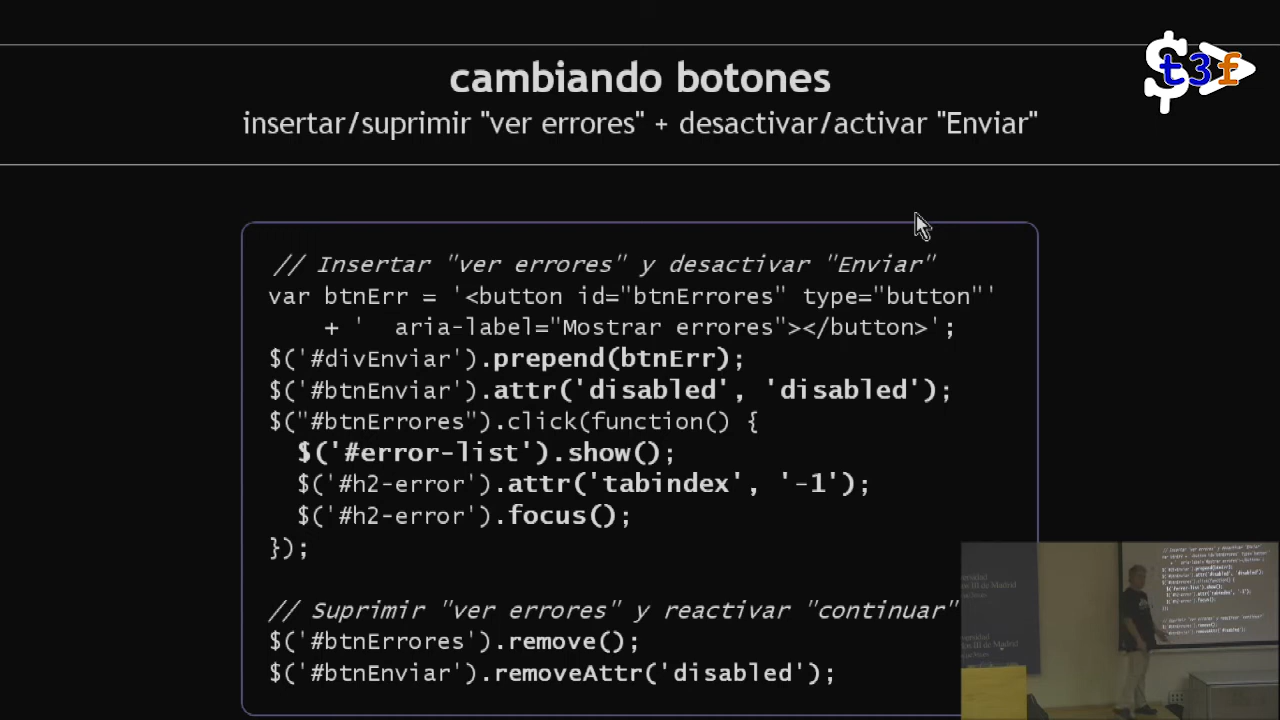 cambiando botones
insertar/suprimir "ver errores" + desactivar/activar "Enviar"
$t3f
// Insertar "ver errores" y desactivar "Enviar"
var btnErr = '<button id="btnErrores" type="button"'
+ '  aria-label="Mostrar errores"></button>';
$('#divEnviar').prepend(btnErr);
$('#btnEnviar').attr('disabled', 'disabled');
$("#btnErrores").click(function() {
$('#error-list').show();
$('#h2-error').attr('tabindex', '-1');
$('#h2-error').focus();
});
// Suprimir "ver errores" y reactivar "continuar"
$('#btnErrores').remove();
$('#btnEnviar').removeAttr('disabled');